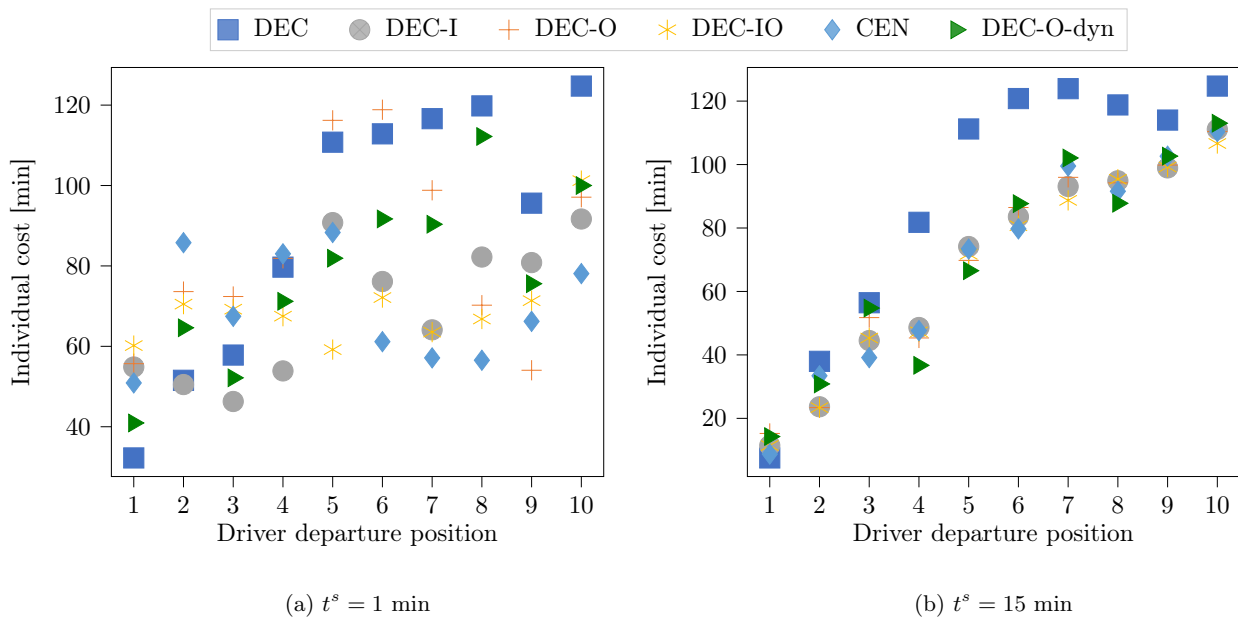 DEC DEC-I DEC-O DEC-IO CEN DEC-O-dyn
Individual cost [min]
120
100
80
60
40
1 2 3 4 5 6 7 8 9 10
Driver departure position
(a) t^s = 1 min
Individual cost [min]
120
100
80
60
40
20
1 2 3 4 5 6 7 8 9 10
Driver departure position
(b) t^s = 15 min